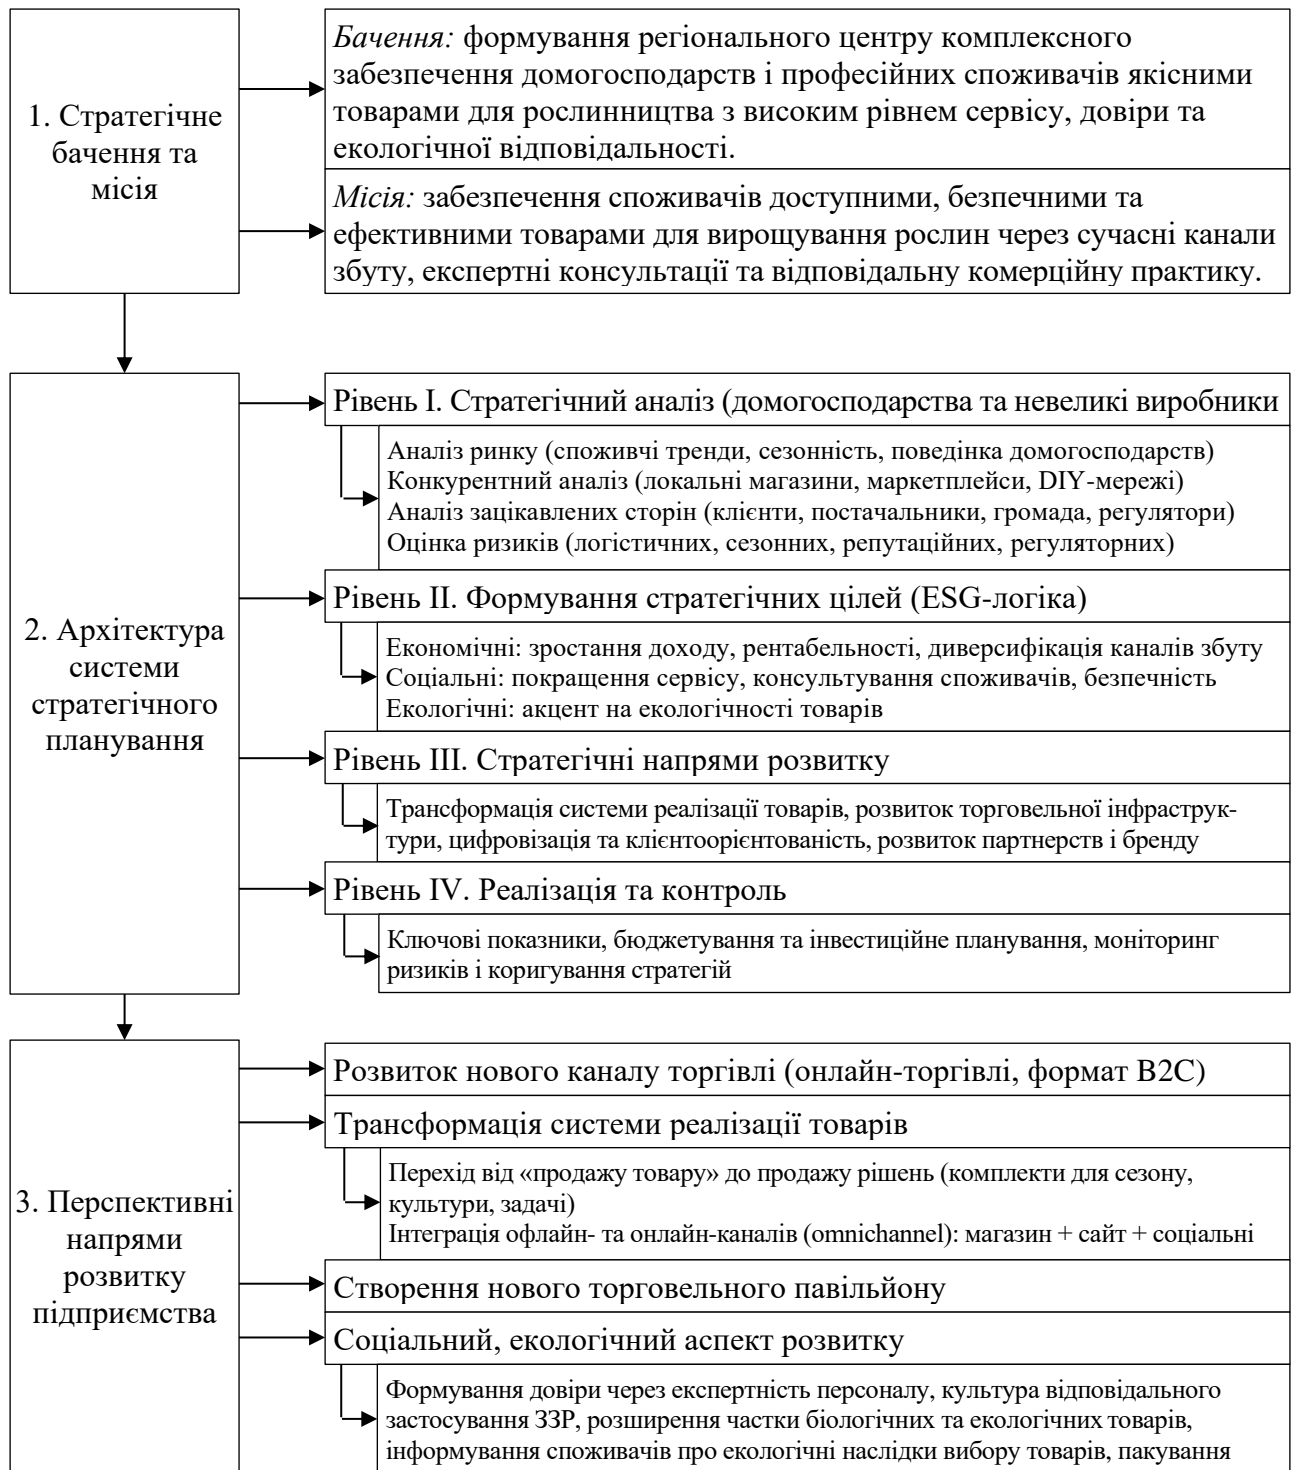 1. Стратегічне
бачення та
місія
Бачення: формування регіонального центру комплексного
забезпечення домогосподарств і професійних споживачів якісними
товарами для рослинництва з високим рівнем сервісу, довіри та
екологічної відповідальності.
Місія: забезпечення споживачів доступними, безпечними та
ефективними товарами для вирощування рослин через сучасні канали
збуту, експертні консультації та відповідальну комерційну практику.
2. Архітектура
системи
стратегічного
планування
Рівень I. Стратегічний аналіз (домогосподарства та невеликі виробники
Аналіз ринку (споживчі тренди, сезонність, поведінка домогосподарств)
Конкурентний аналіз (локальні магазини, маркетплейси, DIY-мережі)
Аналіз зацікавлених сторін (клієнти, постачальники, громада, регулятори)
Оцінка ризиків (логістичних, сезонних, репутаційних, регуляторних)
Рівень II. Формування стратегічних цілей (ESG-логіка)
Економічні: зростання доходу, рентабельності, диверсифікація каналів збуту
Соціальні: покращення сервісу, консультування споживачів, безпечність
Екологічні: акцент на екологічності товарів
Рівень III. Стратегічні напрями розвитку
Трансформація системи реалізації товарів, розвиток торговельної інфраструк-
тури, цифровізація та клієнтоорієнтованість, розвиток партнерств і бренду
Рівень IV. Реалізація та контроль
Ключові показники, бюджетування та інвестиційне планування, моніторинг
ризиків і коригування стратегій
3. Перспективні
напрями
розвитку
підприємства
Розвиток нового каналу торгівлі (онлайн-торгівлі, формат B2C)
Трансформація системи реалізації товарів
Перехід від «продажу товару» до продажу рішень (комплекти для сезону,
культури, задачі)
Інтеграція офлайн- та онлайн-каналів (omnichannel): магазин + сайт + соціальні
Створення нового торговельного павільйону
Соціальний, екологічний аспект розвитку
Формування довіри через експертність персоналу, культура відповідального
застосування ЗЗР, розширення частки біологічних та екологічних товарів,
інформування споживачів про екологічні наслідки вибору товарів, пакування